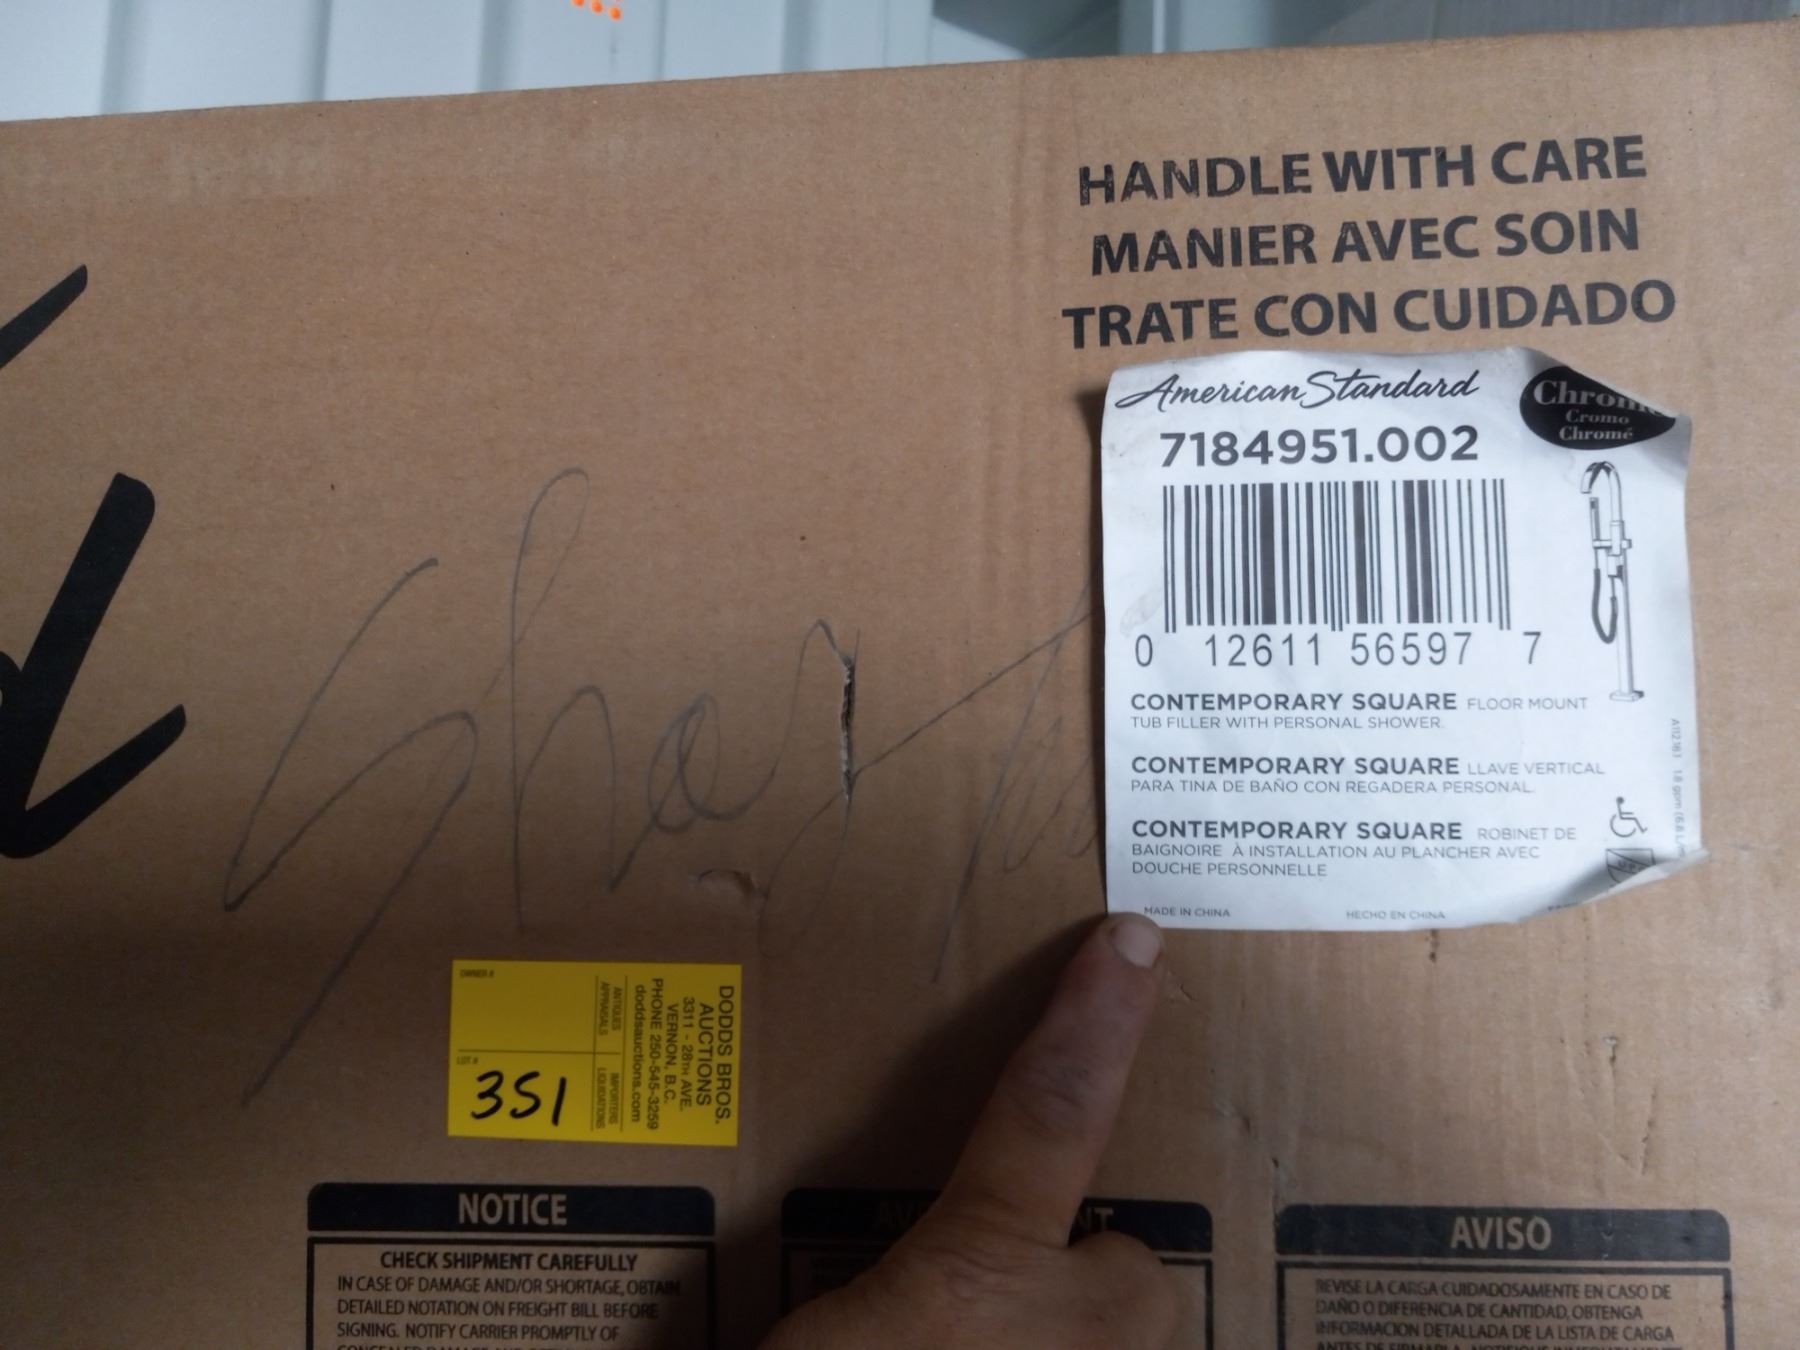 HANDLE WITH CARE
MANIER AVEC SOIN
TRATE CON CUIDADO
American Standard
Chrome
Cromo
Chromé
7184951.002
0 12611 56597 7
CONTEMPORARY SQUARE FLOOR MOUNT
TUB FILLER WITH PERSONAL SHOWER.
CONTEMPORARY SQUARE LLAVE VERTICAL
PARA TINA DE BAÑO CON REGADERA PERSONAL.
CONTEMPORARY SQUARE ROBINET DE
BAIGNOIRE À INSTALLATION AU PLANCHER AVEC
DOUCHE PERSONNELLE
MADE IN CHINA
HECHO EN CHINA
DODDS BROS.
AUCTIONS
3311 - 28TH AVE.
VERNON, B.C.
PHONE 250-545-3259
doddsauctions.com
ANTIQUES
APPRAISALS
IMPORTERS
LIQUIDATIONS
OWNER #
LOT #
351
NOTICE
CHECK SHIPMENT CAREFULLY
IN CASE OF DAMAGE AND/OR SHORTAGE, OBTAIN
DETAILED NOTATION ON FREIGHT BILL BEFORE
SIGNING. NOTIFY CARRIER PROMPTLY OF
AVISO
REVISE LA CARGA CUIDADOSAMENTE EN CASO DE
DAÑO O DIFERENCIA DE CANTIDAD, OBTENGA
INFORMACION DETALLADA DE LA LISTA DE CARGA